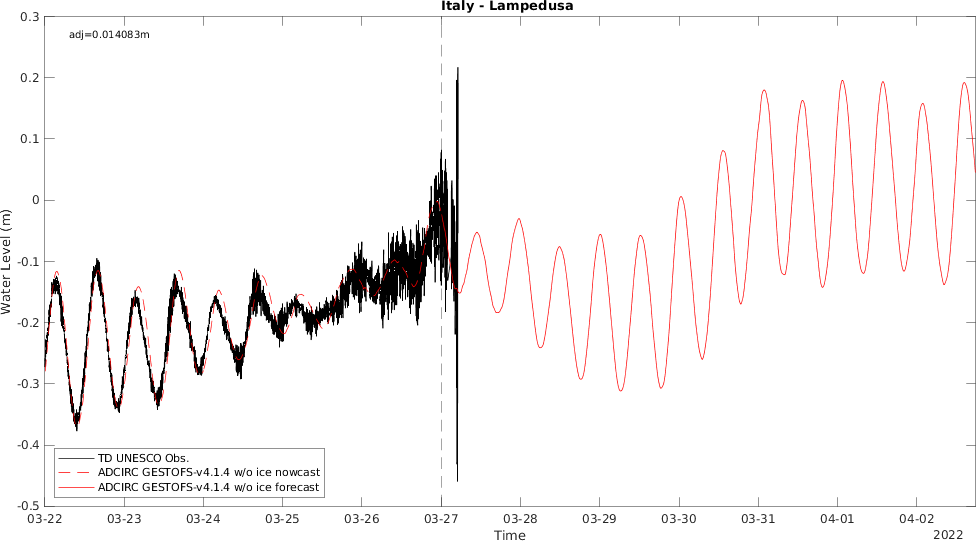 Italy - Lampedusa
adj=0.014083m
0.3
0.2
0.1
0
-0.1
-0.2
-0.3
-0.4
-0.5
Water Level (m)
TD UNESCO Obs.
ADCIRC GESTOFS-v4.1.4 w/o ice nowcast
ADCIRC GESTOFS-v4.1.4 w/o ice forecast
03-22 03-23 03-24 03-25 03-26 03-27 03-28 03-29 03-30 03-31 04-01 04-02
Time
2022